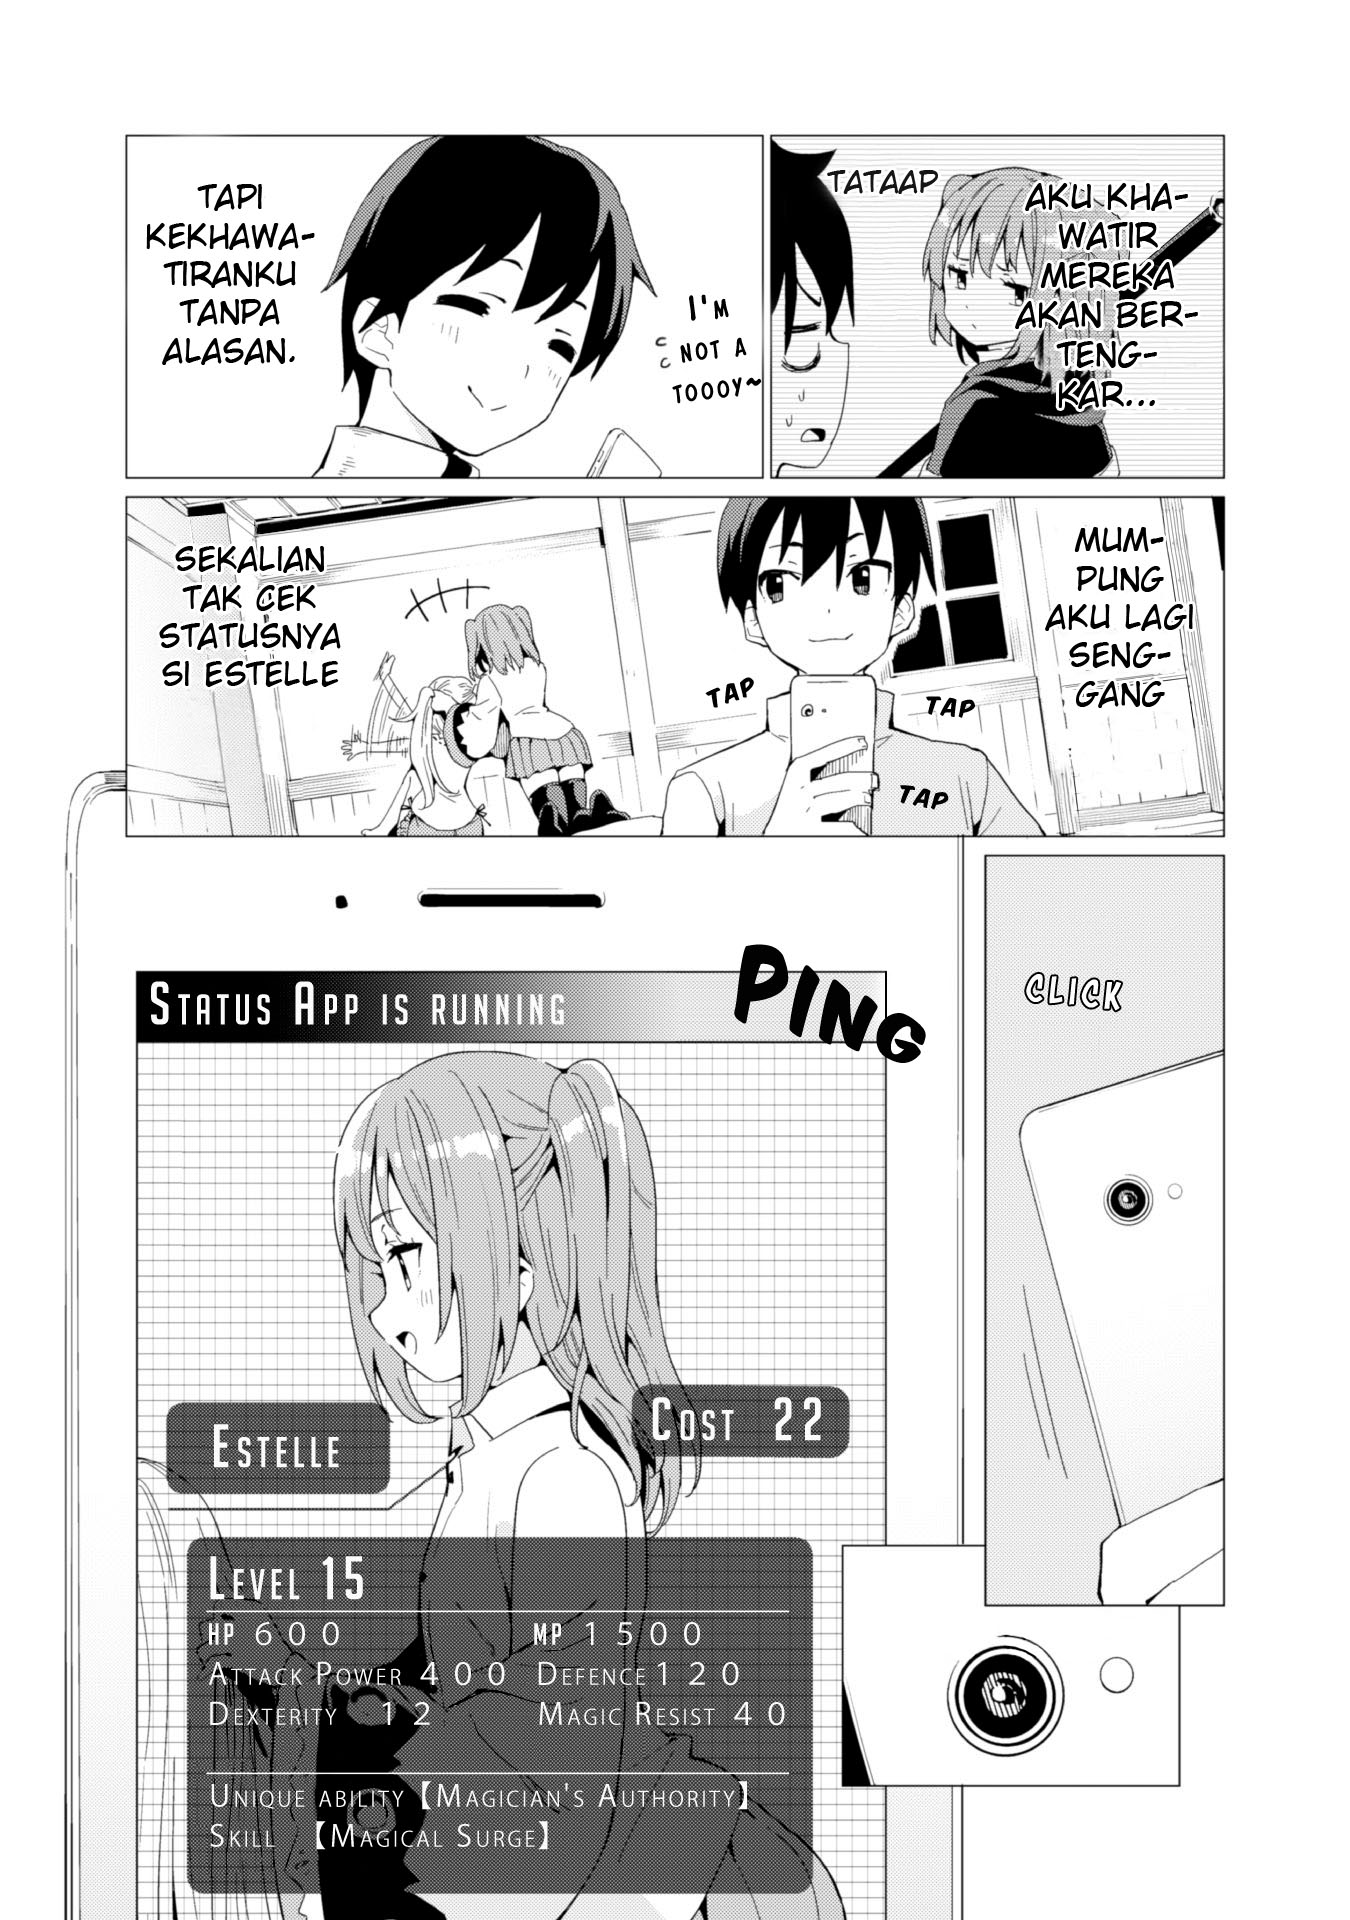 TATAAP
AKU KHA-
WATIR
MEREKA
AKAN BER-
TENG-
KAR...
TAPI
KEKHAWA-
TIRANKU
TANPA
ALASAN.
I'M
NOT A
TOOOY~
MUM-
PUNG
AKU LAGI
SENG-
GANG
TAP
TAP
TAP
SEKALIAN
TAK CEK
STATUSNYA
SI ESTELLE
CLICK
PING
STATUS APP IS RUNNING
ESTELLE
COST 22
LEVEL 15
HP 600 MP 1500
ATTACK POWER 400 DEFENCE 120
DEXTERITY 12 MAGIC RESIST 40
UNIQUE ABILITY【MAGICIAN'S AUTHORITY】
SKILL 【MAGICAL SURGE】